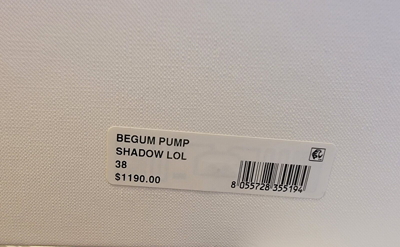 BEGUM PUMP
SHADOW LOL
38
$1190.00
8 055728 355194